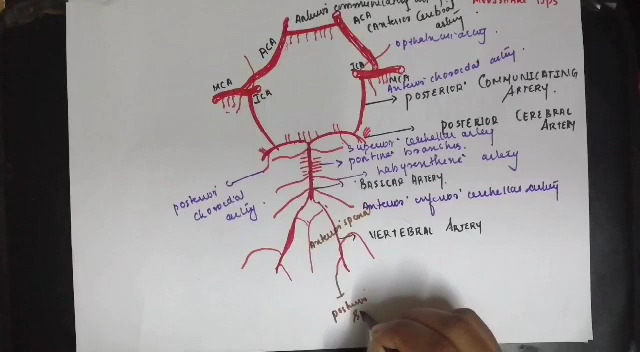 Anterior communicating
ACA
(Anterior cerebral
artery
ACA
opthalmic artery
ICA
MCA
MCA
ICA
Anterior choroidal artery
POSTERIOR COMMUNICATING
ARTERY.
POSTERIOR CEREBRAL
ARTERY
superior cerebellar artery
pontine branches.
labyrenthine artery
BASILAR ARTERY.
posterior
choroidal
artery
Anterior inferior cerebellar artery
Anterior spinal
VERTEBRAL ARTERY
posterior